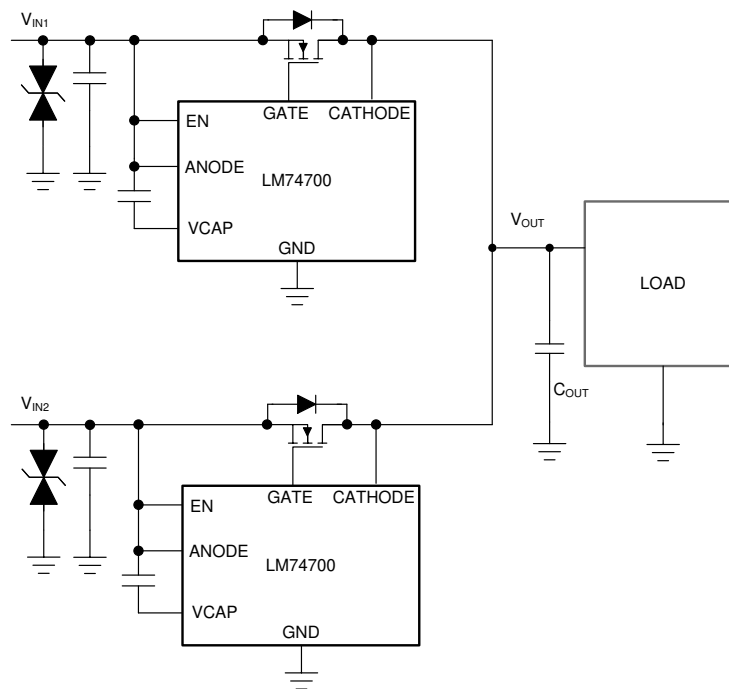 VIN1
GATE
CATHODE
EN
ANODE
LM74700
VCAP
GND
VOUT
LOAD
COUT
VIN2
GATE
CATHODE
EN
ANODE
LM74700
VCAP
GND